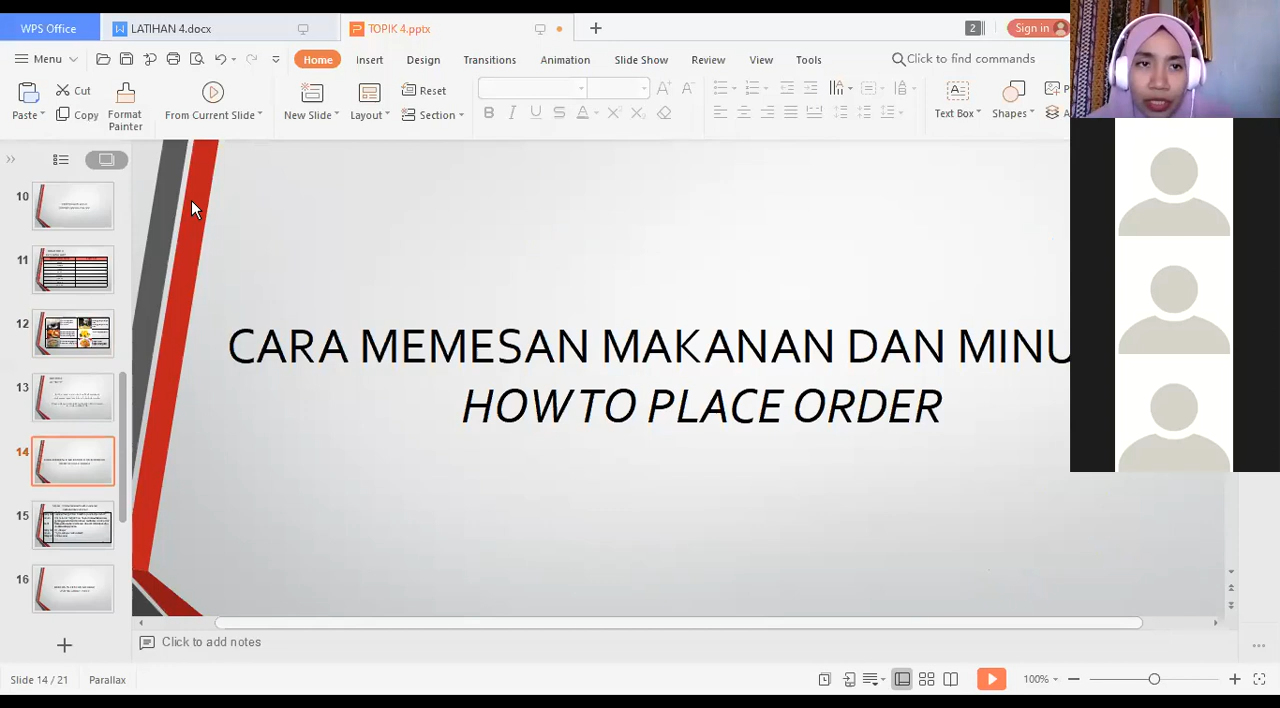 WPS Office
LATIHAN 4.docx
TOPIK 4.pptx
2
Sign in
Menu
Home
Insert
Design
Transitions
Animation
Slide Show
Review
View
Tools
Click to find commands
Paste
Cut
Format
Painter
From Current Slide
New Slide
Layout
Reset
Section
B I U S A X² X₂
Text Box
Shapes
10
11
12
13
14
15
16
CARA MEMESAN MAKANAN DAN MINU
HOW TO PLACE ORDER
Click to add notes
Slide 14 / 21
Parallax
100%